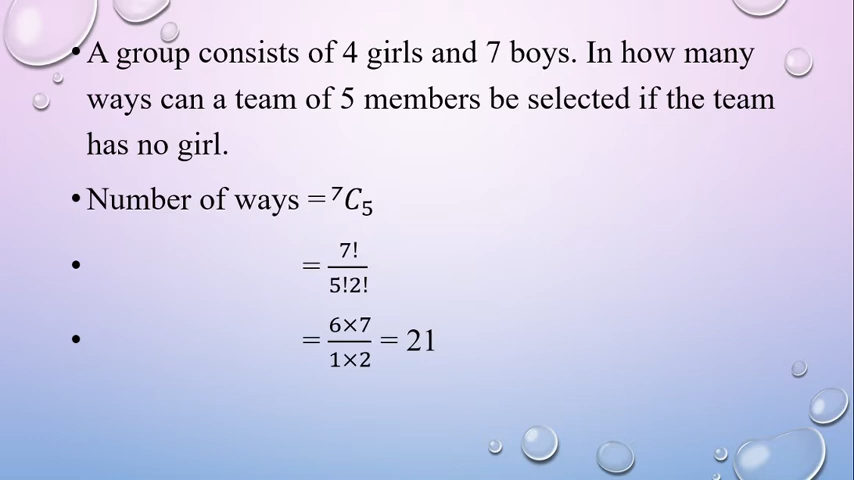 • A group consists of 4 girls and 7 boys. In how many
ways can a team of 5 members be selected if the team
has no girl.
• Number of ways = ⁷C₅
• = 7!/5!2!
• = 6×7/1×2 = 21